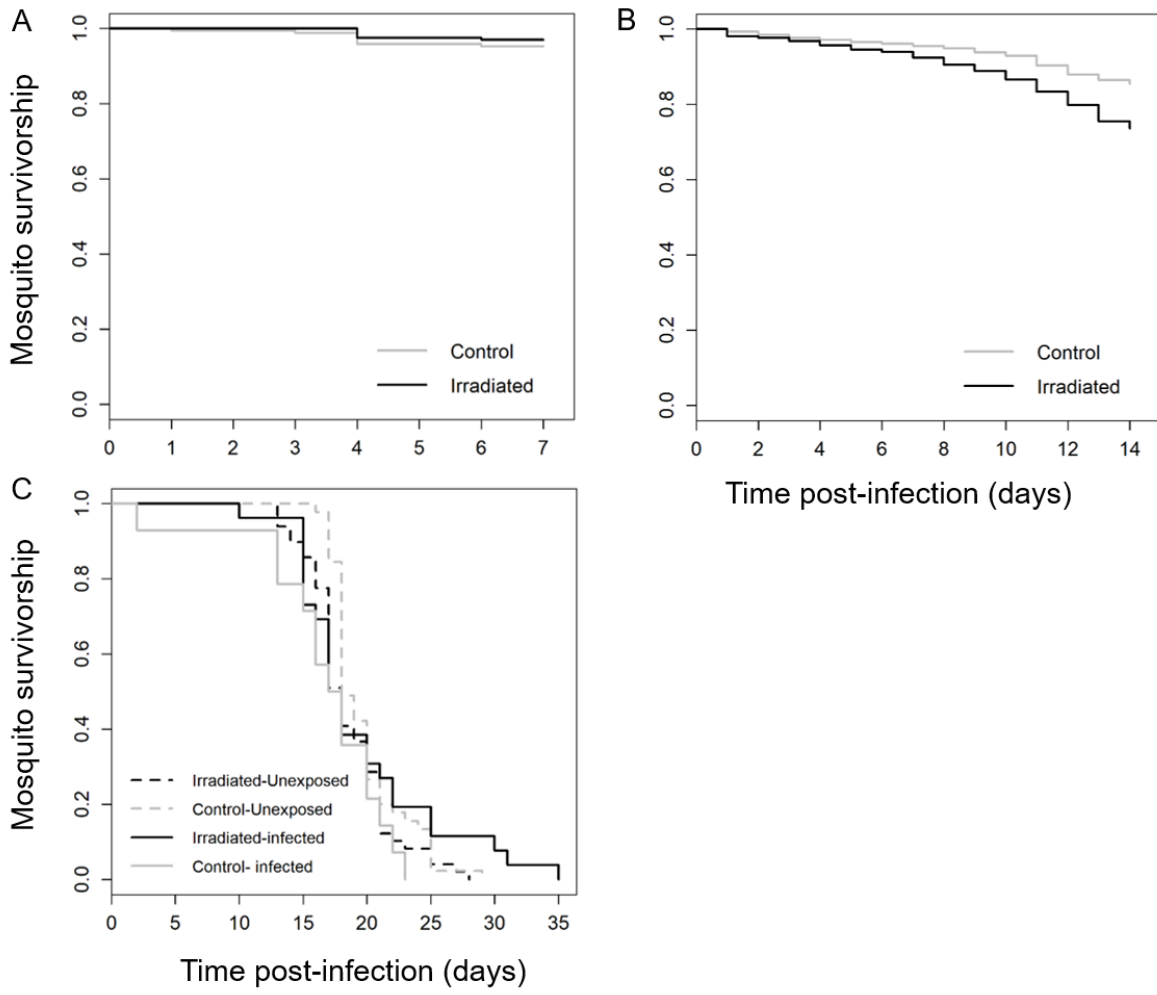 A
Mosquito survivorship
1.0
0.8
0.6
0.4
0.2
0.0
Control
Irradiated
0 1 2 3 4 5 6 7
B
1.0
0.8
0.6
0.4
0.2
0.0
Control
Irradiated
0 2 4 6 8 10 12 14
Time post-infection (days)
C
Mosquito survivorship
1.0
0.8
0.6
0.4
0.2
0.0
Irradiated-Unexposed
Control-Unexposed
Irradiated-infected
Control- infected
0 5 10 15 20 25 30 35
Time post-infection (days)